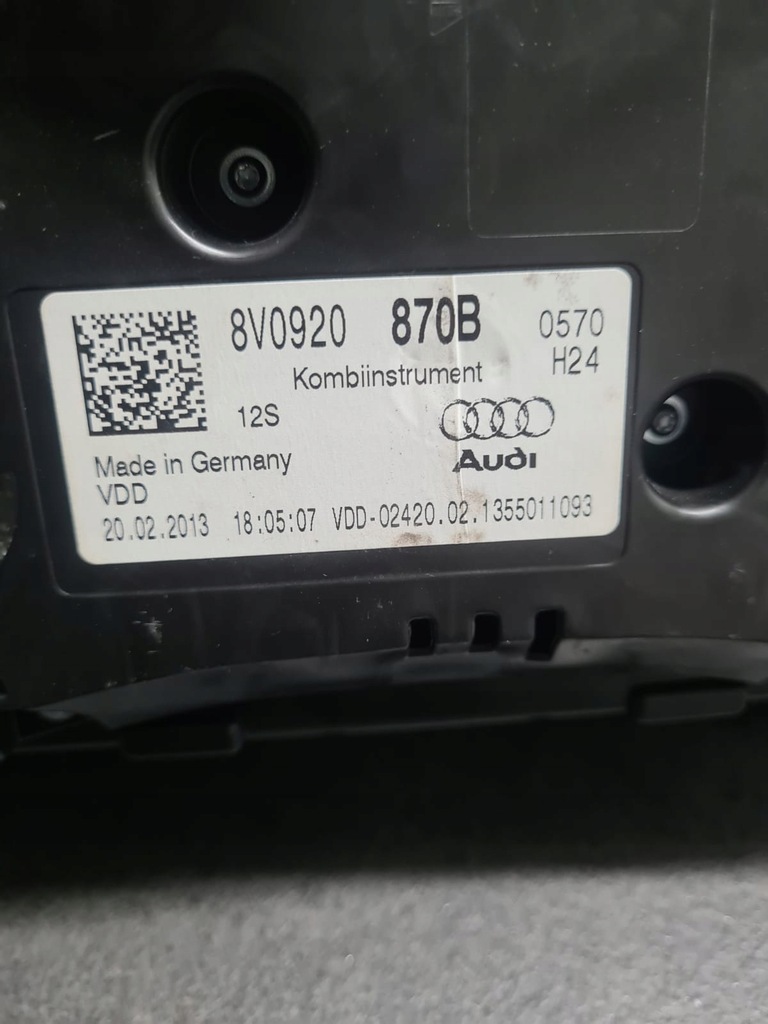 8V0920 870B 0570
Kombiinstrument H24
12S
Audi
Made in Germany
VDD
20.02.2013 18:05:07 VDD-02420.02.1355011093